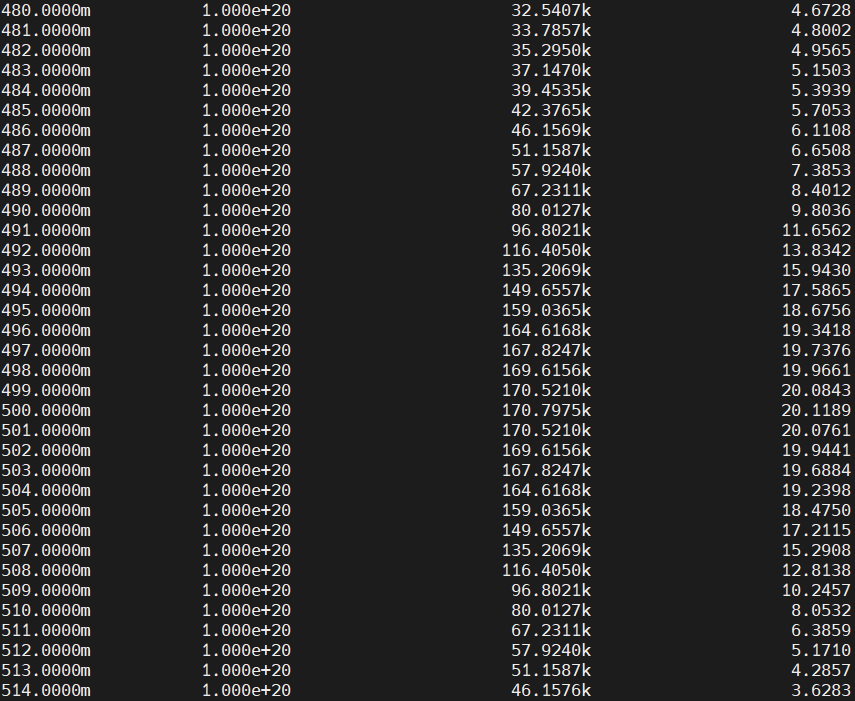 480.0000m 1.000e+20 32.5407k 4.6728
481.0000m 1.000e+20 33.7857k 4.8002
482.0000m 1.000e+20 35.2950k 4.9565
483.0000m 1.000e+20 37.1470k 5.1503
484.0000m 1.000e+20 39.4535k 5.3939
485.0000m 1.000e+20 42.3765k 5.7053
486.0000m 1.000e+20 46.1569k 6.1108
487.0000m 1.000e+20 51.1587k 6.6508
488.0000m 1.000e+20 57.9240k 7.3853
489.0000m 1.000e+20 67.2311k 8.4012
490.0000m 1.000e+20 80.0127k 9.8036
491.0000m 1.000e+20 96.8021k 11.6562
492.0000m 1.000e+20 116.4050k 13.8342
493.0000m 1.000e+20 135.2069k 15.9430
494.0000m 1.000e+20 149.6557k 17.5865
495.0000m 1.000e+20 159.0365k 18.6756
496.0000m 1.000e+20 164.6168k 19.3418
497.0000m 1.000e+20 167.8247k 19.7376
498.0000m 1.000e+20 169.6156k 19.9661
499.0000m 1.000e+20 170.5210k 20.0843
500.0000m 1.000e+20 170.7975k 20.1189
501.0000m 1.000e+20 170.5210k 20.0761
502.0000m 1.000e+20 169.6156k 19.9441
503.0000m 1.000e+20 167.8247k 19.6884
504.0000m 1.000e+20 164.6168k 19.2398
505.0000m 1.000e+20 159.0365k 18.4750
506.0000m 1.000e+20 149.6557k 17.2115
507.0000m 1.000e+20 135.2069k 15.2908
508.0000m 1.000e+20 116.4050k 12.8138
509.0000m 1.000e+20 96.8021k 10.2457
510.0000m 1.000e+20 80.0127k 8.0532
511.0000m 1.000e+20 67.2311k 6.3859
512.0000m 1.000e+20 57.9240k 5.1710
513.0000m 1.000e+20 51.1587k 4.2857
514.0000m 1.000e+20 46.1576k 3.6283